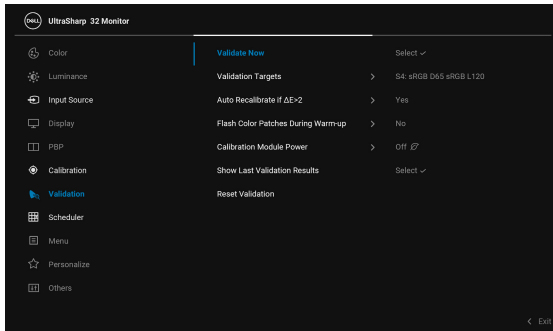 DELL UltraSharp 32 Monitor
Color
Validate Now Select ✓
Luminance
Validation Targets > S4: sRGB D65 sRGB L120
Input Source
Auto Recalibrate if ΔE>2 > Yes
Display
Flash Color Patches During Warm-up > No
PBP
Calibration Module Power > Off
Calibration
Show Last Validation Results Select ✓
Validation
Reset Validation
Scheduler
Menu
Personalize
Others
< Exit